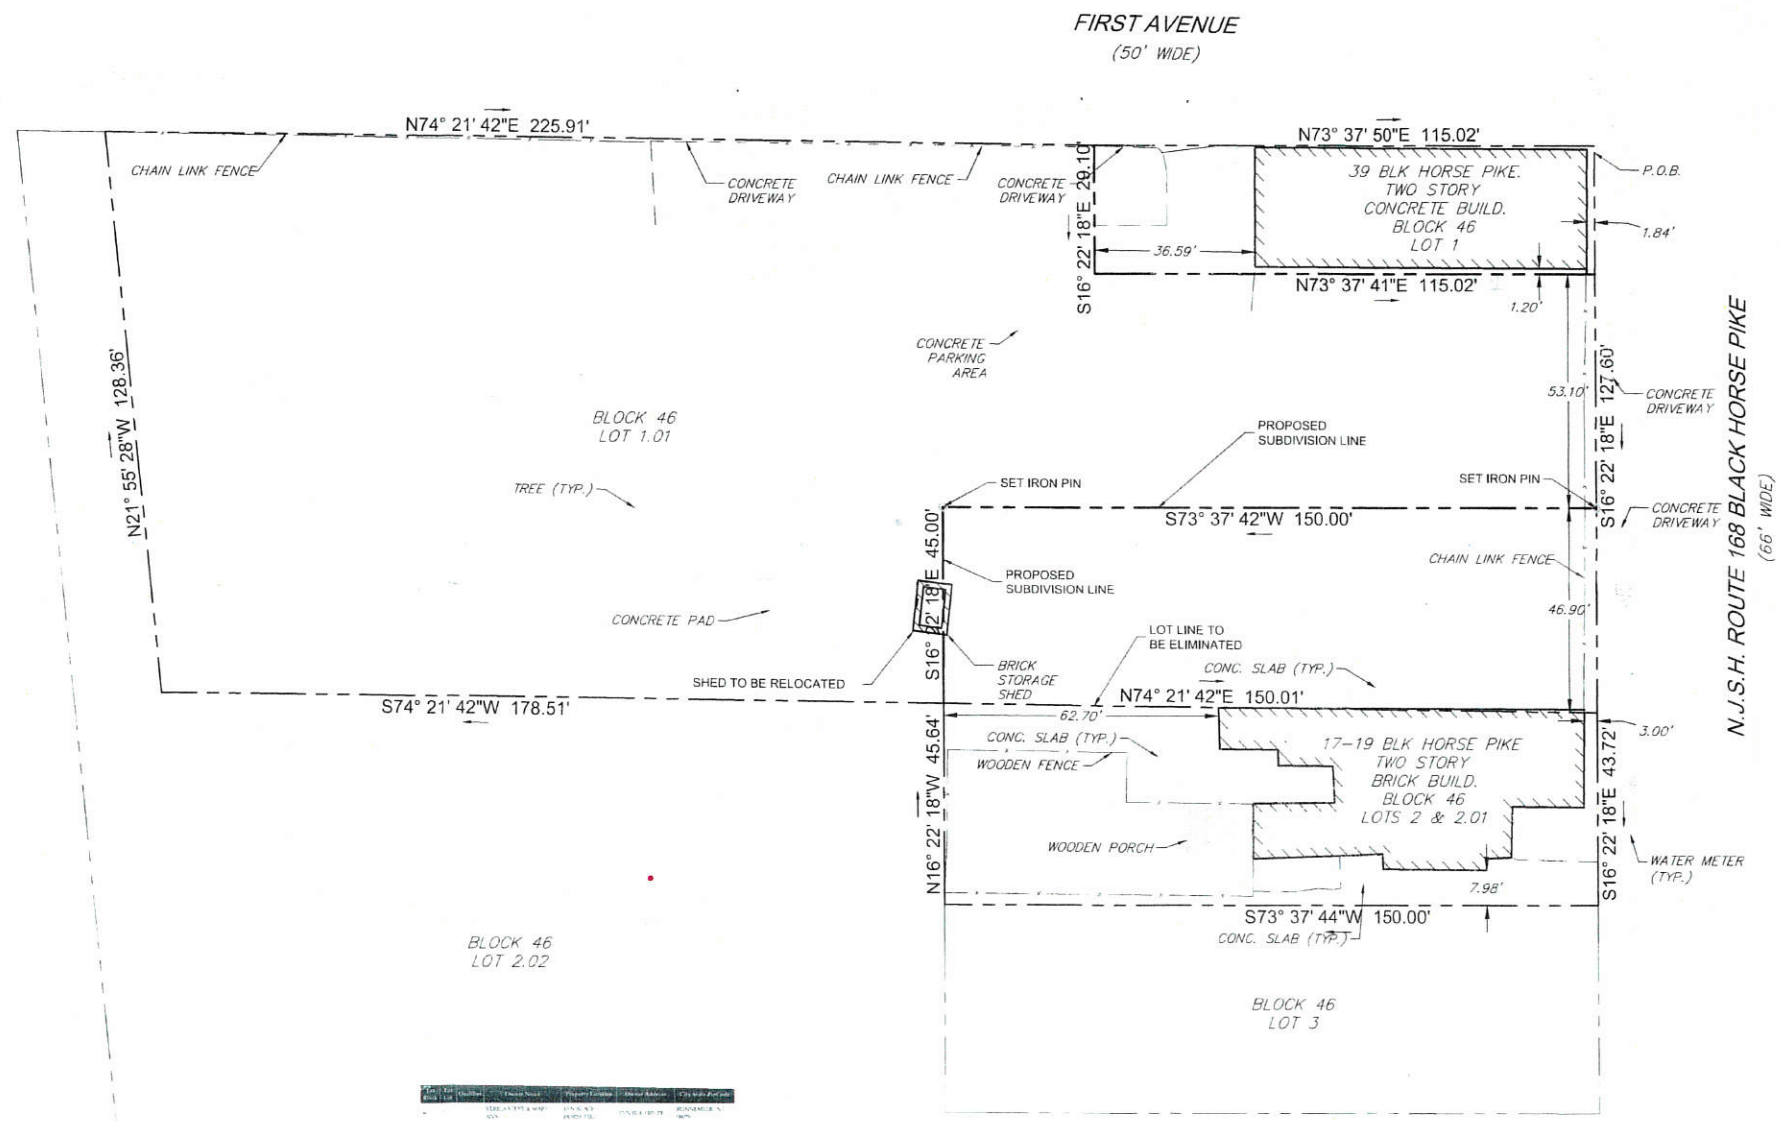 FIRST AVENUE
(50' WIDE)
N74° 21' 42"E 225.91'
N73° 37' 50"E 115.02'
CHAIN LINK FENCE
CONCRETE
DRIVEWAY
CHAIN LINK FENCE
CONCRETE
DRIVEWAY
S16° 22' 18"E 29.10'
39 BLK HORSE PIKE.
TWO STORY
CONCRETE BUILD.
BLOCK 46
LOT 1
P.O.B.
1.84'
36.59'
N73° 37' 41"E 115.02'
1.20'
CONCRETE
PARKING
AREA
N21° 55' 28"W 128.36'
BLOCK 46
LOT 1.01
53.10'
S16° 22' 18"E 127.60'
CONCRETE
DRIVEWAY
N.J.S.H. ROUTE 168 BLACK HORSE PIKE
(66' WIDE)
PROPOSED
SUBDIVISION LINE
TREE (TYP.)
SET IRON PIN
SET IRON PIN
S73° 37' 42"W 150.00'
CONCRETE
DRIVEWAY
S16° 22' 18"E 45.00'
CHAIN LINK FENCE
PROPOSED
SUBDIVISION LINE
46.90'
CONCRETE PAD
LOT LINE TO
BE ELIMINATED
SHED TO BE RELOCATED
BRICK
STORAGE
SHED
CONC. SLAB (TYP.)
N74° 21' 42"E 150.01'
S74° 21' 42"W 178.51'
62.70'
3.00'
CONC. SLAB (TYP.)
WOODEN FENCE
17-19 BLK HORSE PIKE
TWO STORY
BRICK BUILD.
BLOCK 46
LOTS 2 & 2.01
N16° 22' 18"W 45.64'
S16° 22' 18"E 43.72'
WOODEN PORCH
WATER METER
(TYP.)
7.98'
S73° 37' 44"W 150.00'
CONC. SLAB (TYP.)
BLOCK 46
LOT 2.02
BLOCK 46
LOT 3
Owner Name Property Location Owner Address